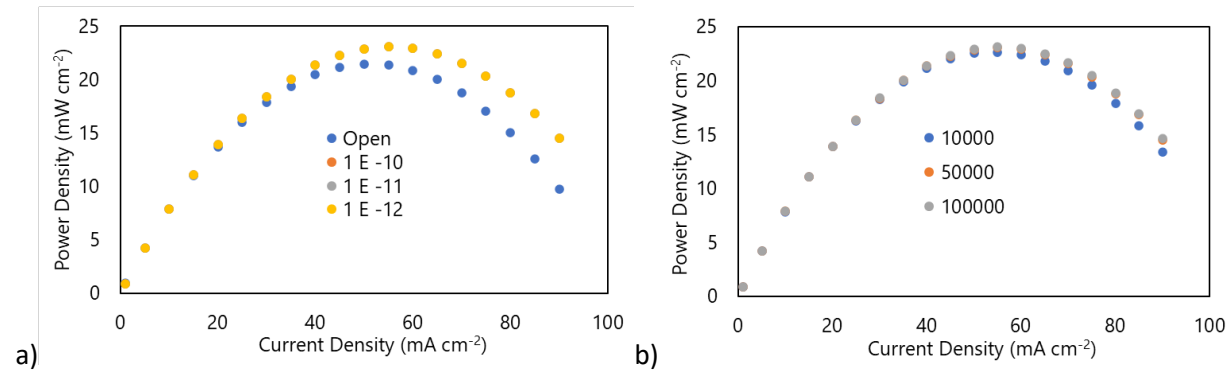 a)
Power Density (mW cm⁻²)
25
20
15
10
5
0
0 20 40 60 80 100
Current Density (mA cm⁻²)
Open
1 E -10
1 E -11
1 E -12
b)
Power Density (mW cm⁻²)
25
20
15
10
5
0
0 20 40 60 80 100
Current Density (mA cm⁻²)
10000
50000
100000